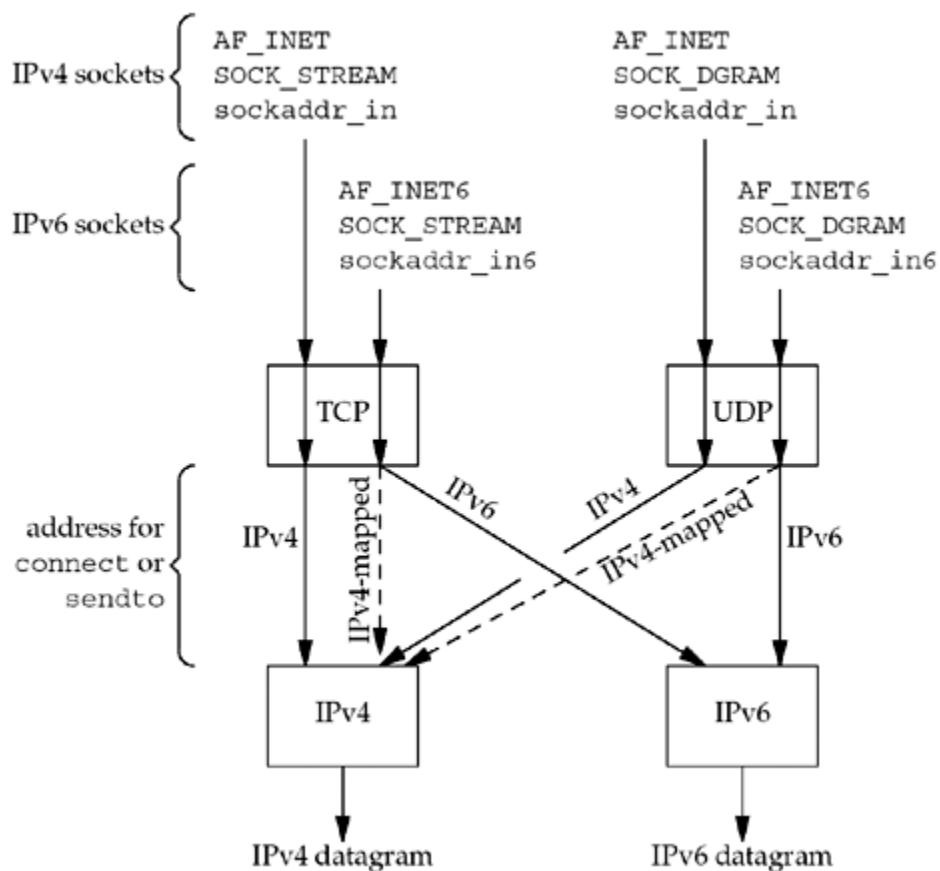 IPv4 sockets
AF_INET
SOCK_STREAM
sockaddr_in
AF_INET
SOCK_DGRAM
sockaddr_in
IPv6 sockets
AF_INET6
SOCK_STREAM
sockaddr_in6
AF_INET6
SOCK_DGRAM
sockaddr_in6
TCP
UDP
address for
connect or
sendto
IPv4
IPv4-mapped
IPv6
IPv4
IPv4-mapped
IPv6
IPv4
IPv6
IPv4 datagram
IPv6 datagram